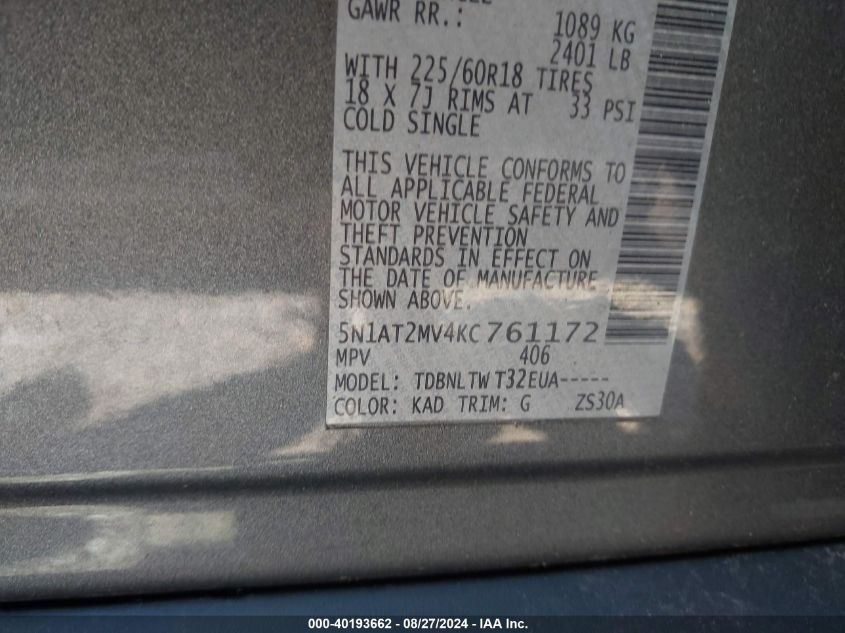 GAWR RR.: 1089 KG
2401 LB
WITH 225/60R18 TIRES
18 X 7J RIMS AT 33 PSI
COLD SINGLE
THIS VEHICLE CONFORMS TO
ALL APPLICABLE FEDERAL
MOTOR VEHICLE SAFETY AND
THEFT PREVENTION
STANDARDS IN EFFECT ON
THE DATE OF MANUFACTURE
SHOWN ABOVE.
5N1AT2MV4KC761172
MPV 406
MODEL: TDBNLTW T32EUA-----
COLOR: KAD TRIM: G ZS30A
000-40193662 - 08/27/2024 - IAA Inc.